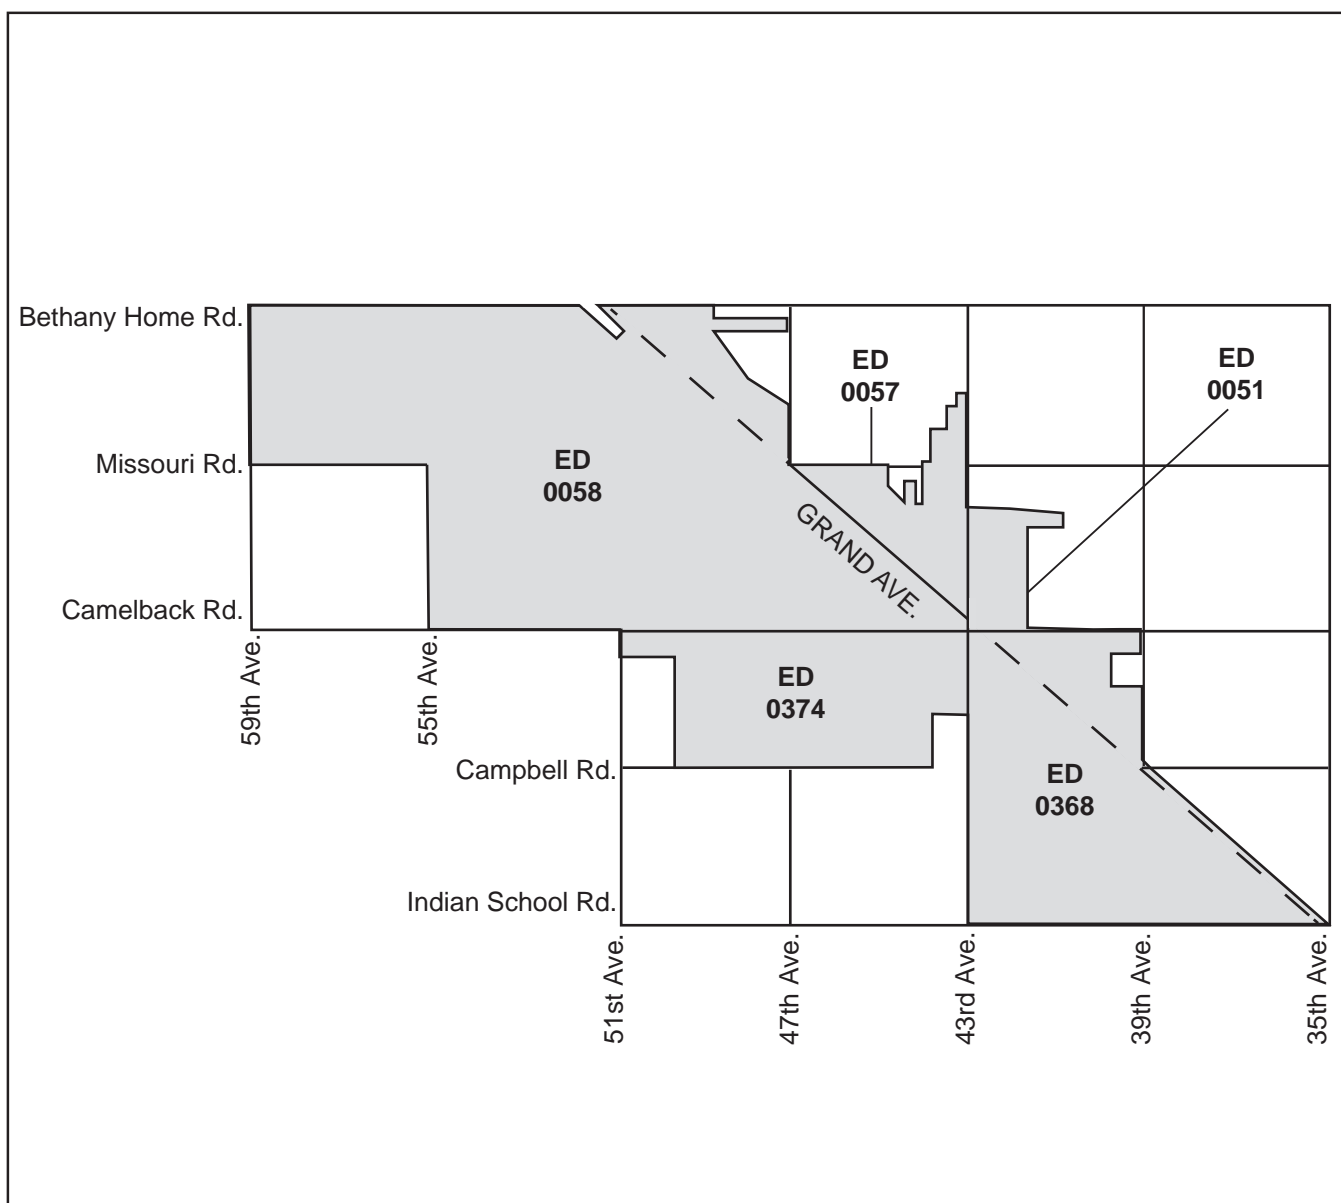 Bethany Home Rd.
ED
0057
ED
0051
Missouri Rd.
ED
0058
GRAND AVE.
Camelback Rd.
59th Ave.
55th Ave.
ED
0374
Campbell Rd.
ED
0368
Indian School Rd.
51st Ave.
47th Ave.
43rd Ave.
39th Ave.
35th Ave.